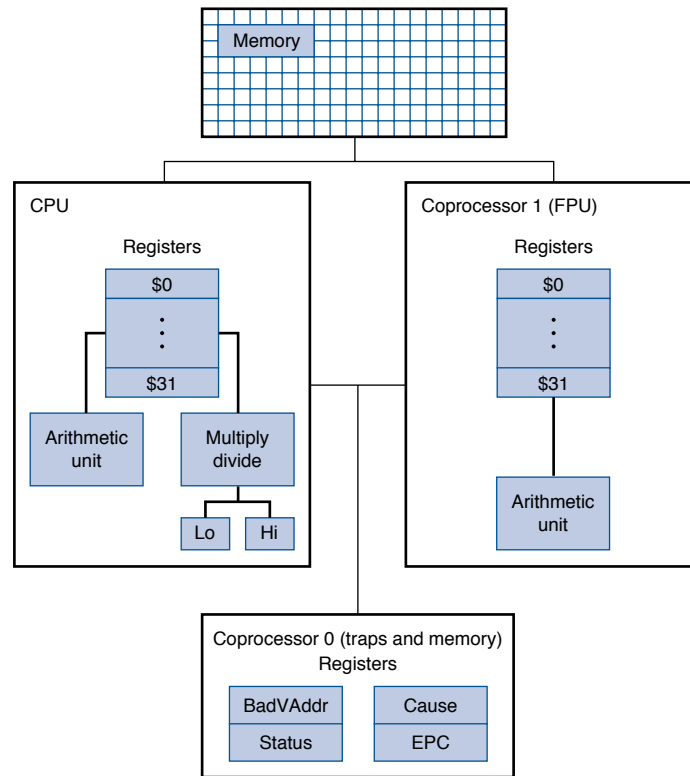 Memory
CPU
Registers
$0
$31
Arithmetic
unit
Multiply
divide
Lo
Hi
Coprocessor 1 (FPU)
Registers
$0
$31
Arithmetic
unit
Coprocessor 0 (traps and memory)
Registers
BadVAddr
Cause
Status
EPC